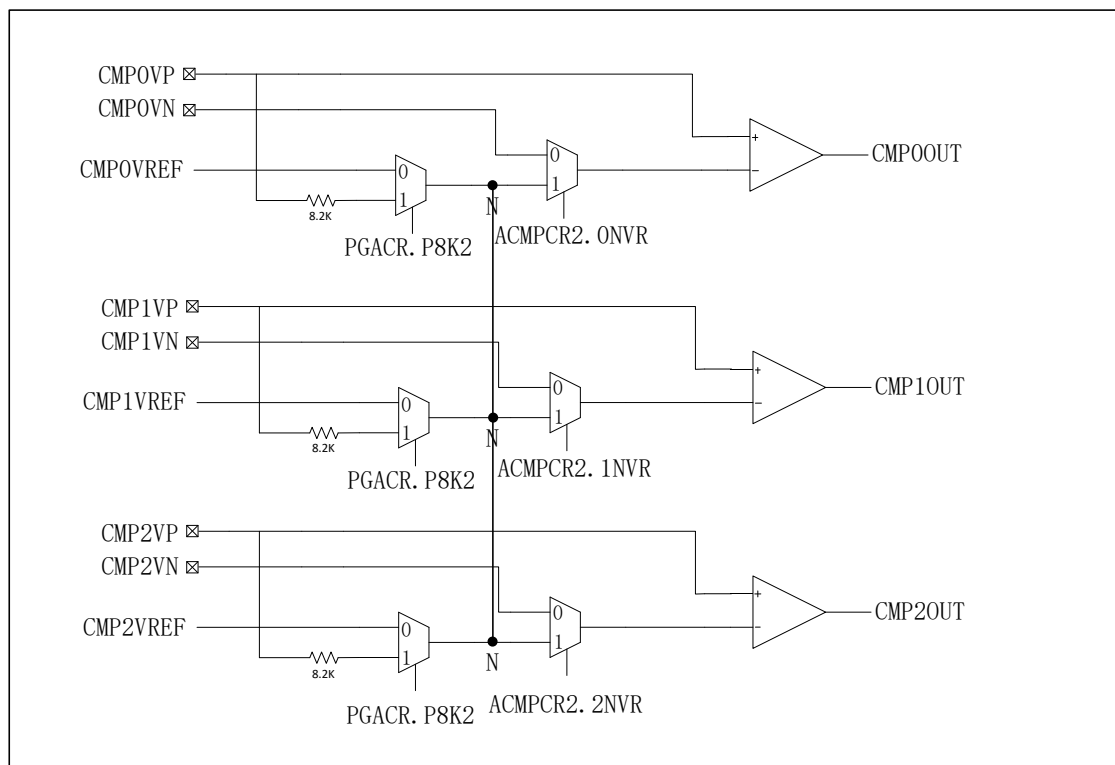 CMP0VP
CMP0VN
CMP0VREF
0
1
8.2K
PGACR.P8K2
N
0
1
ACMPCR2.0NVR
+
−
CMP0OUT
CMP1VP
CMP1VN
CMP1VREF
0
1
8.2K
PGACR.P8K2
N
0
1
ACMPCR2.1NVR
+
−
CMP1OUT
CMP2VP
CMP2VN
CMP2VREF
0
1
8.2K
PGACR.P8K2
N
0
1
ACMPCR2.2NVR
+
−
CMP2OUT